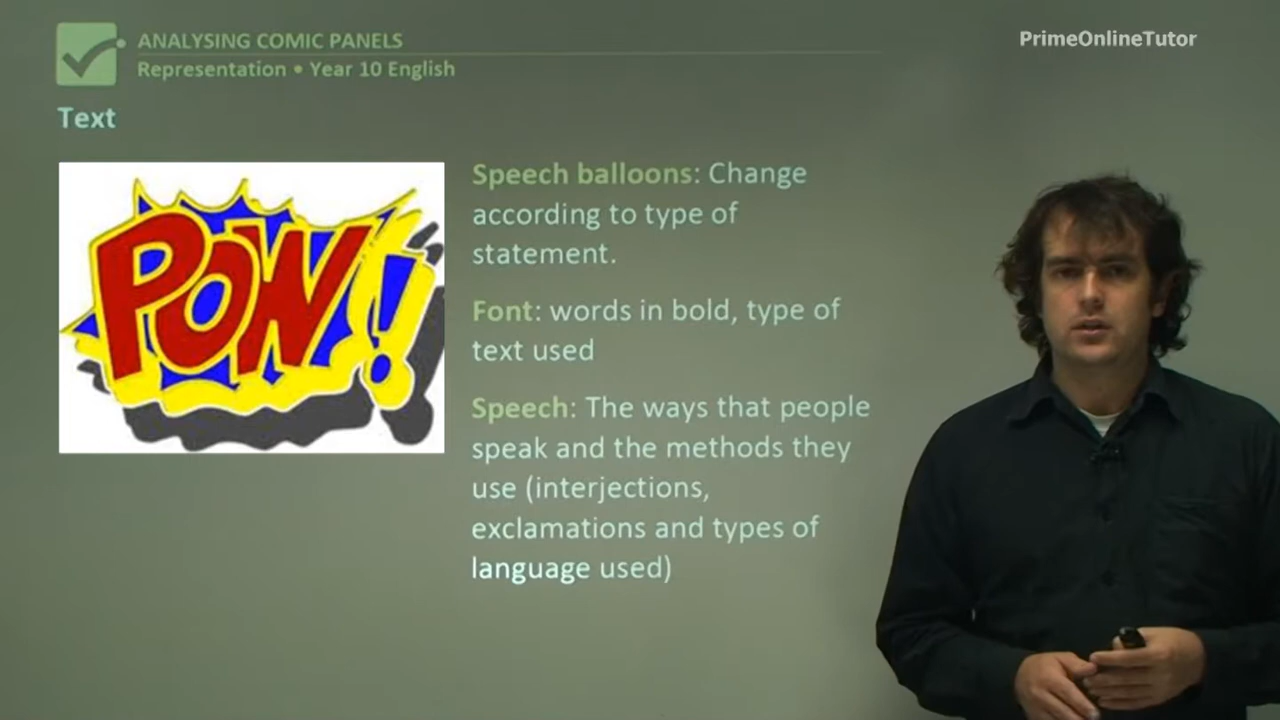 PrimeOnlineTutor
ANALYSING COMIC PANELS
Representation • Year 10 English
Text
POW!
Speech balloons: Change
according to type of
statement.
Font: words in bold, type of
text used
Speech: The ways that people
speak and the methods they
use (interjections,
exclamations and types of
language used)